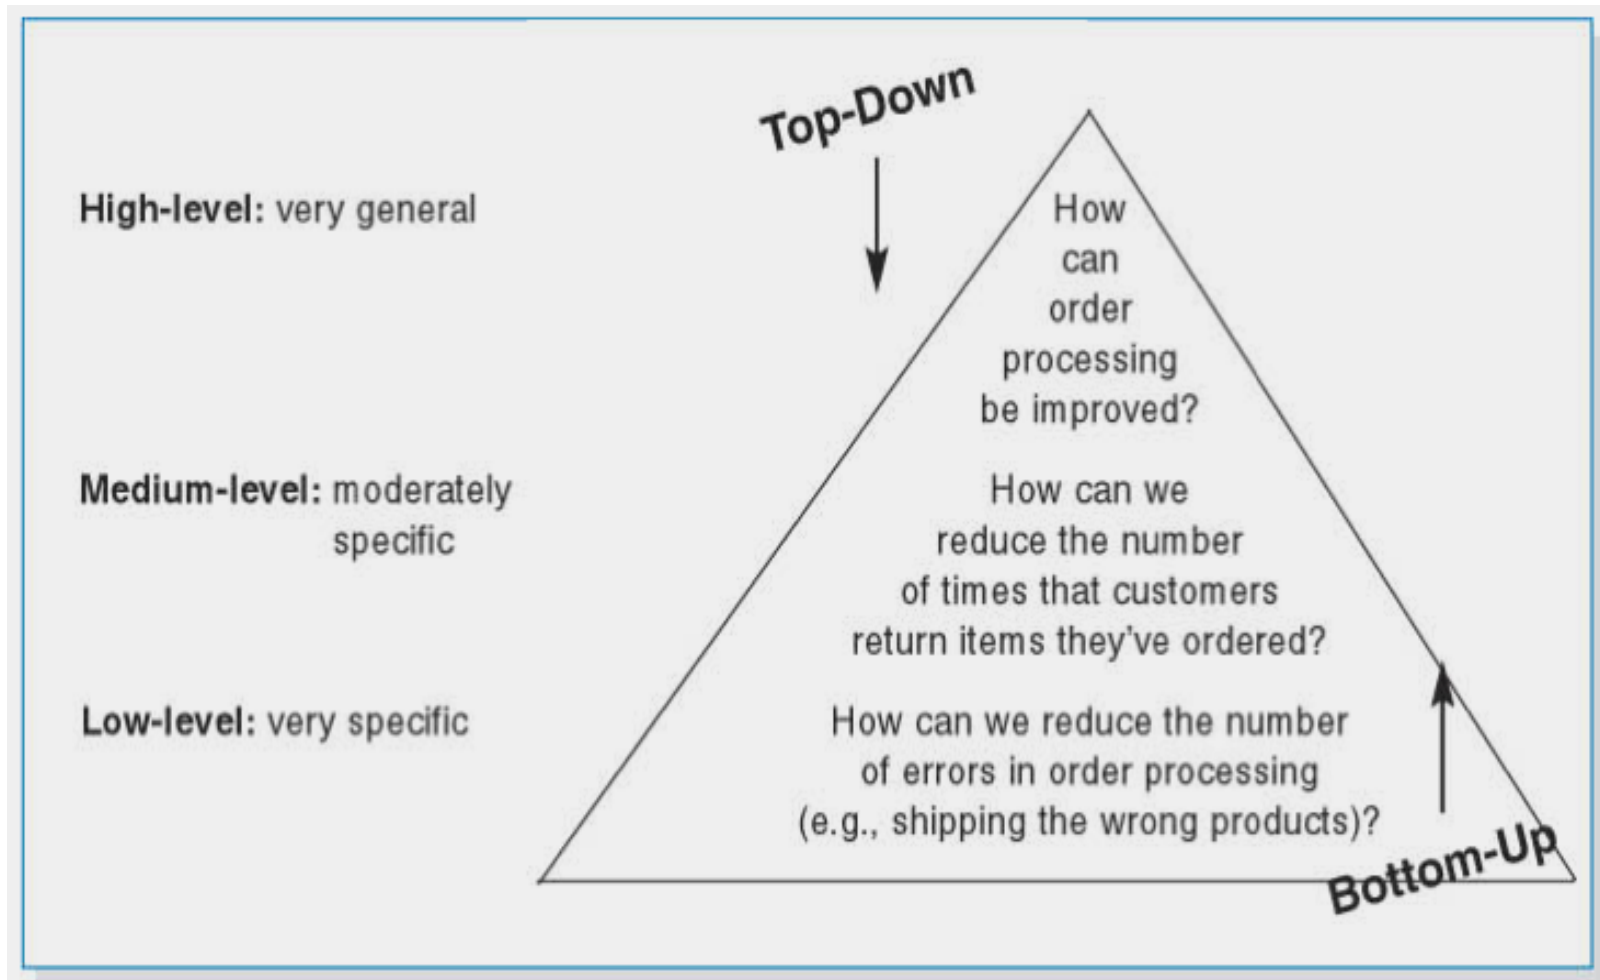 Top-Down
High-level: very general
How
can
order
processing
be improved?
Medium-level: moderately
specific
How can we
reduce the number
of times that customers
return items they've ordered?
Low-level: very specific
How can we reduce the number
of errors in order processing
(e.g., shipping the wrong products)?
Bottom-Up